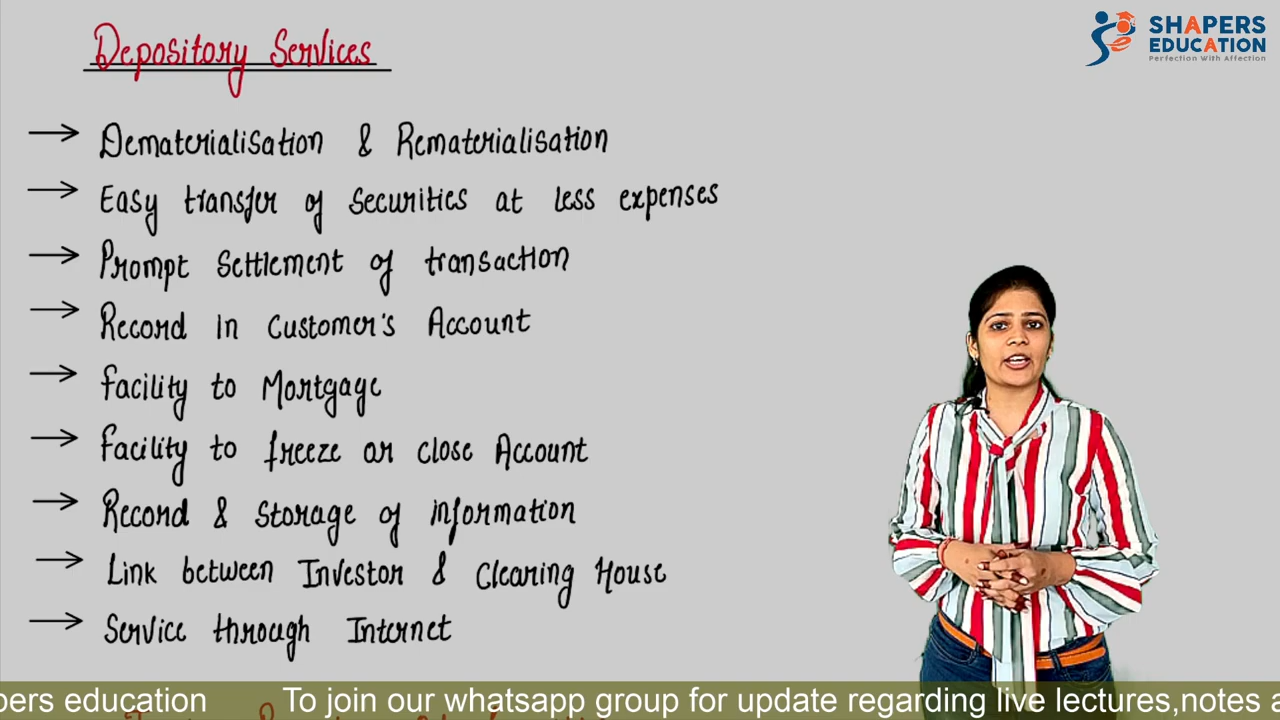 Depository Services
SHAPERS
EDUCATION
Perfection With Affection
→ Dematerialisation & Rematerialisation
→ Easy transfer of securities at less expenses
→ Prompt settlement of transaction
→ Record in customer's Account
→ Facility to Mortgage
→ Facility to freeze or close Account
→ Record & storage of information
→ Link between Investor & Clearing House
→ Service through Internet
pers education To join our whatsapp group for update regarding live lectures,notes a